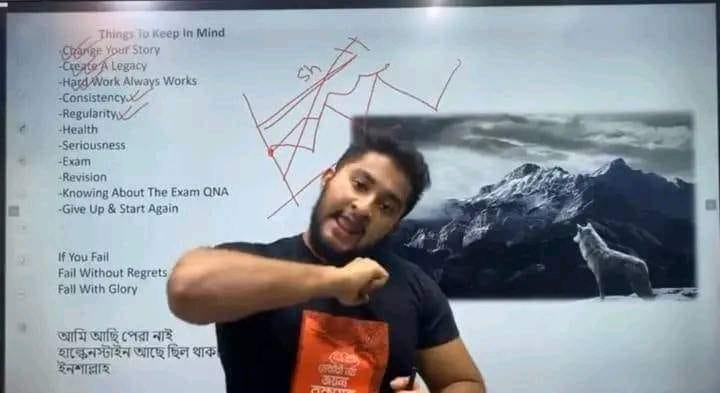 Things To Keep In Mind
-Change Your Story
-Create A Legacy
-Hard Work Always Works
-Consistency
-Regularity
-Health
-Seriousness
-Exam
-Revision
-Knowing About The Exam QNA
-Give Up & Start Again
If You Fail
Fail Without Regrets
Fall With Glory
আমি আছি পেরা নাই
হাল্কেনস্টাইন আছে ছিল থাক
ইনশাল্লাহ
Sh